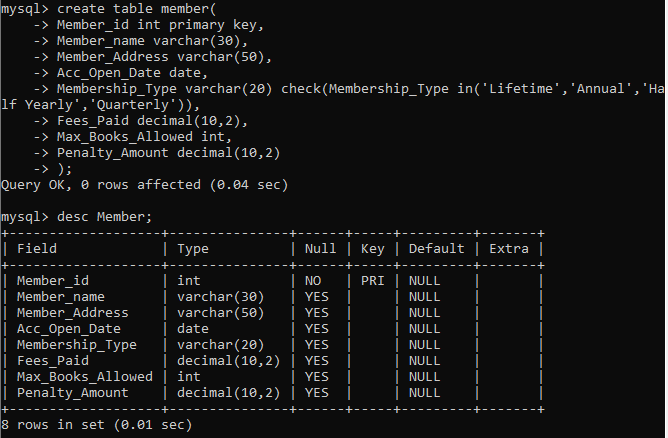 mysql> create table member(
    -> Member_id int primary key,
    -> Member_name varchar(30),
    -> Member_Address varchar(50),
    -> Acc_Open_Date date,
    -> Membership_Type varchar(20) check(Membership_Type in('Lifetime','Annual','Ha
lf Yearly','Quarterly')),
    -> Fees_Paid decimal(10,2),
    -> Max_Books_Allowed int,
    -> Penalty_Amount decimal(10,2)
    -> );
Query OK, 0 rows affected (0.04 sec)

mysql> desc Member;
+-------------------+---------------+------+-----+---------+-------+
| Field             | Type          | Null | Key | Default | Extra |
+-------------------+---------------+------+-----+---------+-------+
| Member_id         | int           | NO   | PRI | NULL    |       |
| Member_name       | varchar(30)   | YES  |     | NULL    |       |
| Member_Address    | varchar(50)   | YES  |     | NULL    |       |
| Acc_Open_Date     | date          | YES  |     | NULL    |       |
| Membership_Type   | varchar(20)   | YES  |     | NULL    |       |
| Fees_Paid         | decimal(10,2) | YES  |     | NULL    |       |
| Max_Books_Allowed | int           | YES  |     | NULL    |       |
| Penalty_Amount    | decimal(10,2) | YES  |     | NULL    |       |
+-------------------+---------------+------+-----+---------+-------+
8 rows in set (0.01 sec)